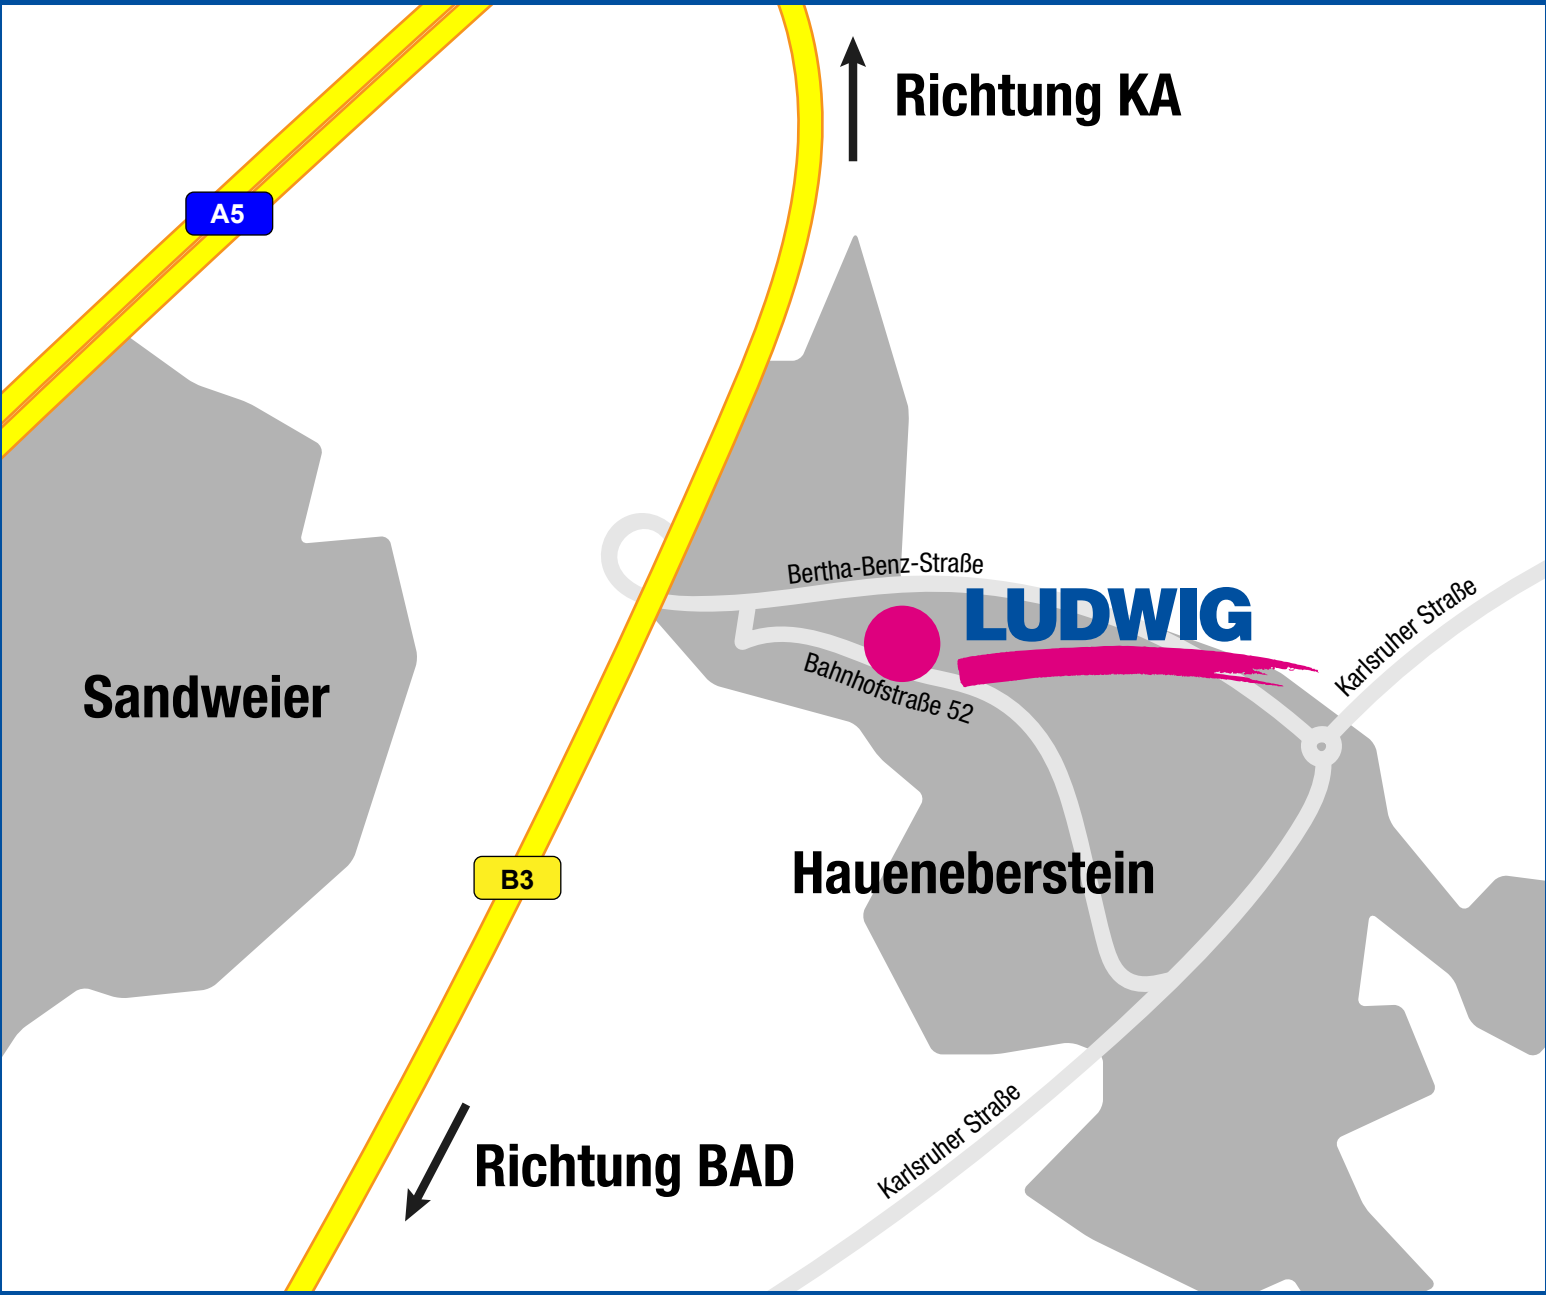 Richtung KA
A5
Bertha-Benz-Straße
LUDWIG
Karlsruher Straße
Bahnhofstraße 52
Sandweier
Haueneberstein
B3
Karlsruher Straße
Richtung BAD